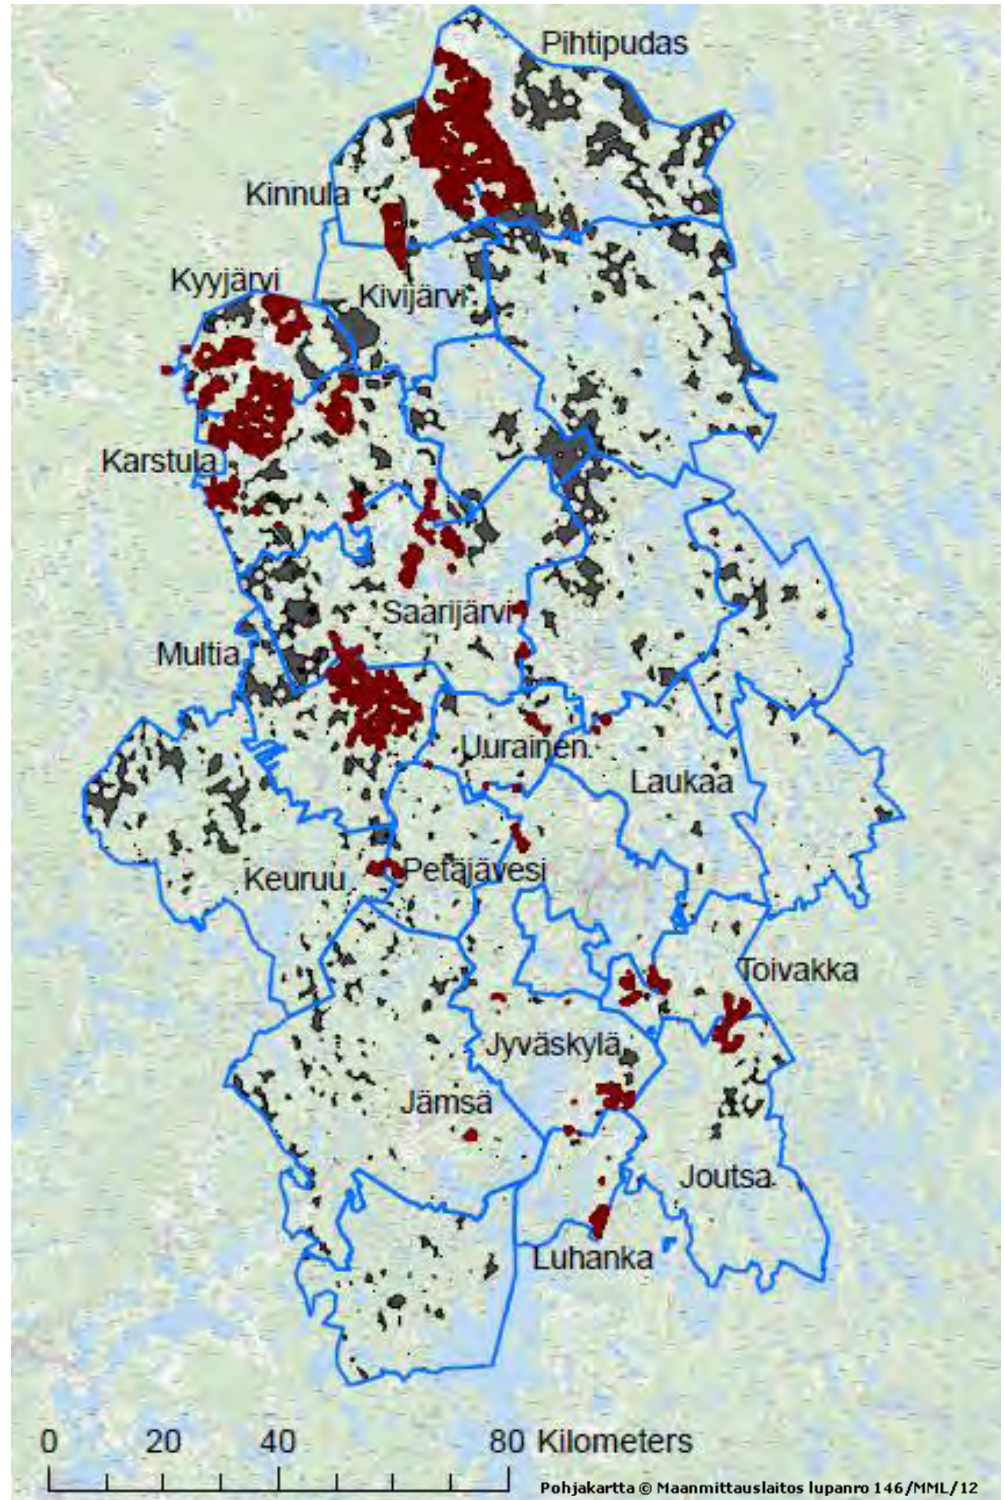 Pihtipudas
Kinnula
Kyyjärvi
Kivijärvi
Karstula
Saarijärvi
Multia
Uurainen
Laukaa
Keuruu
Petäjävesi
Toivakka
Jyväskylä
Jämsä
Joutsa
Luhanka
0 20 40 80 Kilometers
Pohjakartta © Maanmittauslaitos lupanro 146/MML/12